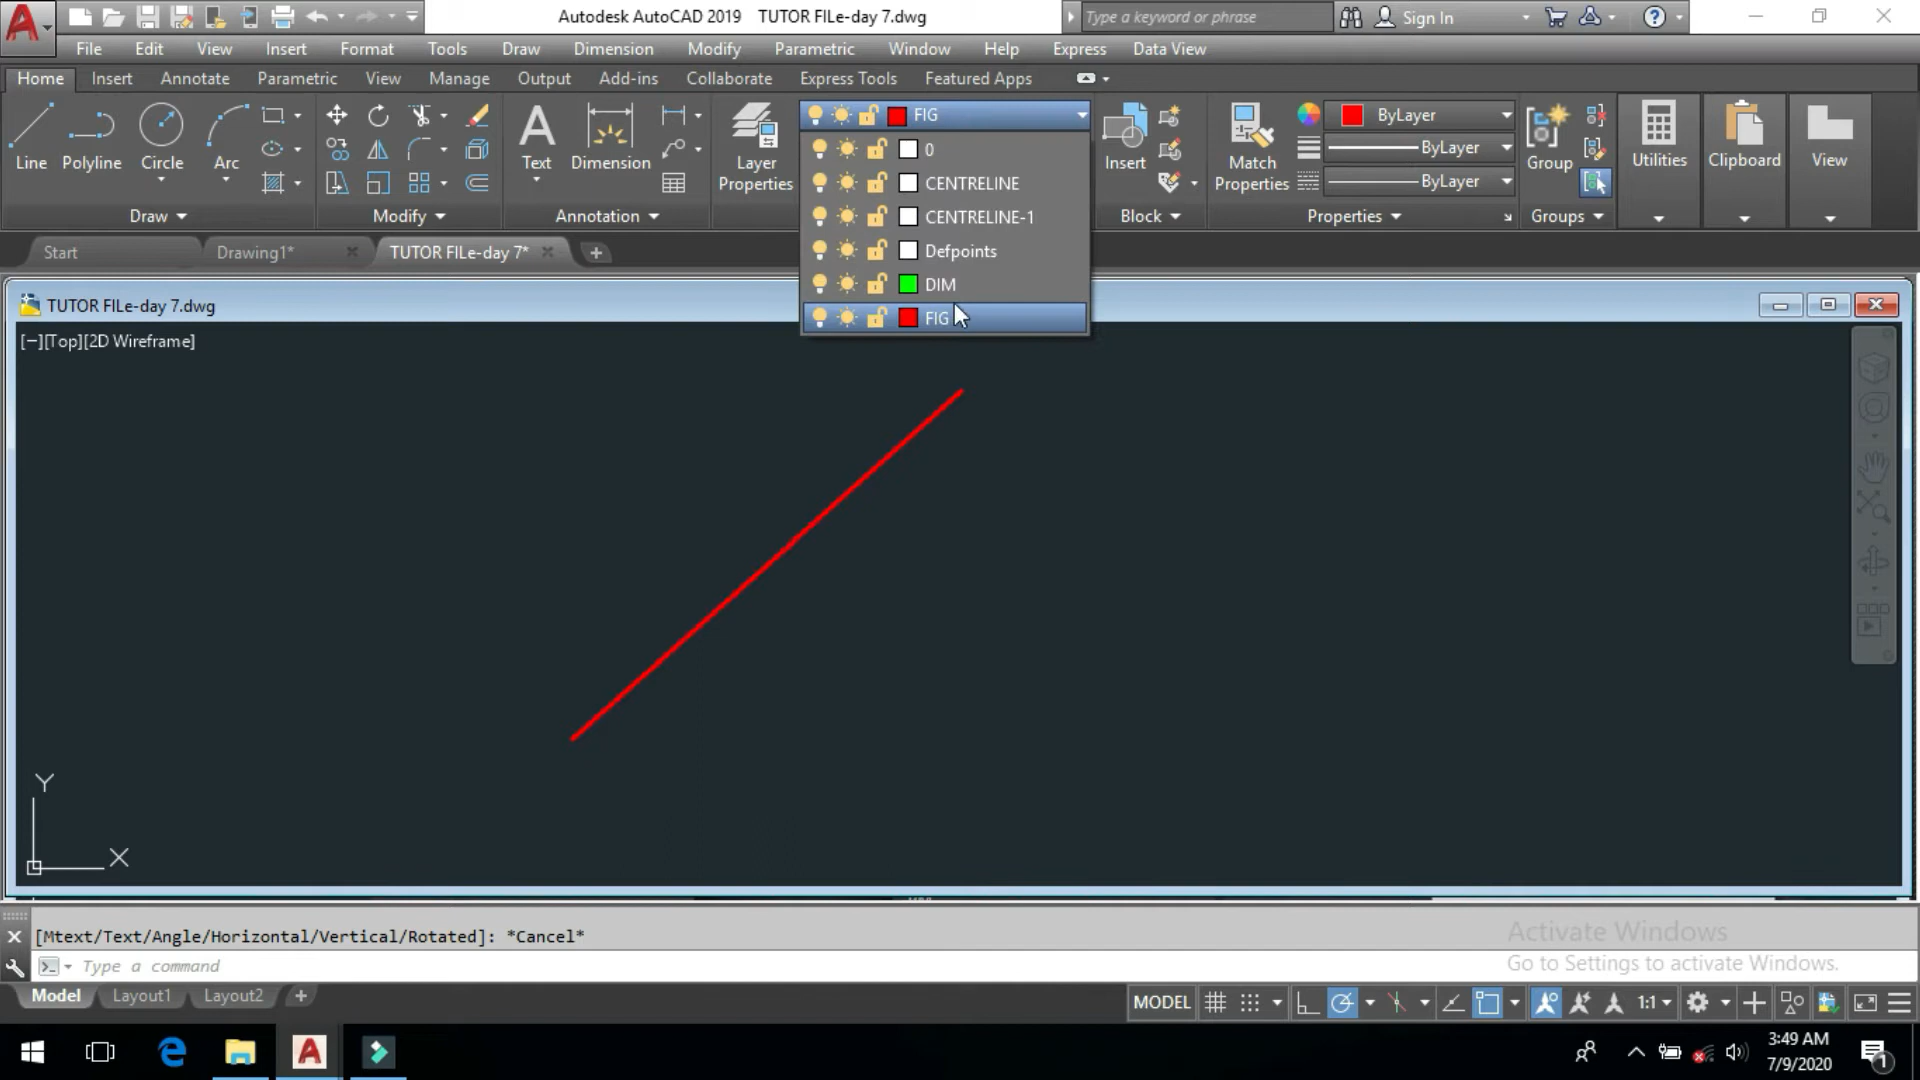 Autodesk AutoCAD 2019 TUTOR FILe-day 7.dwg
Type a keyword or phrase
Sign In
File Edit View Insert Format Tools Draw Dimension Modify Parametric Window Help Express Data View
Home Insert Annotate Parametric View Manage Output Add-ins Collaborate Express Tools Featured Apps
Line Polyline Circle Arc
Text Dimension
Layer Properties
FIG
0
CENTRELINE
CENTRELINE-1
Defpoints
DIM
FIG
Insert
Match Properties
ByLayer
ByLayer
ByLayer
Group
Utilities Clipboard View
Draw Modify Annotation Block Properties Groups
Start Drawing1* TUTOR FILe-day 7*
TUTOR FILe-day 7.dwg
[−][Top][2D Wireframe]
Y
X
[Mtext/Text/Angle/Horizontal/Vertical/Rotated]: *Cancel*
Type a command
Activate Windows
Go to Settings to activate Windows.
Model Layout1 Layout2
MODEL 1:1
3:49 AM
7/9/2020
1